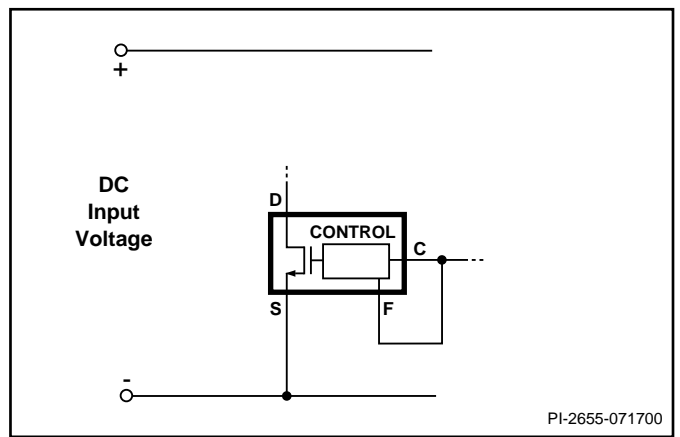 +
DC
Input
Voltage
D
CONTROL
C
S
F
-
PI-2655-071700